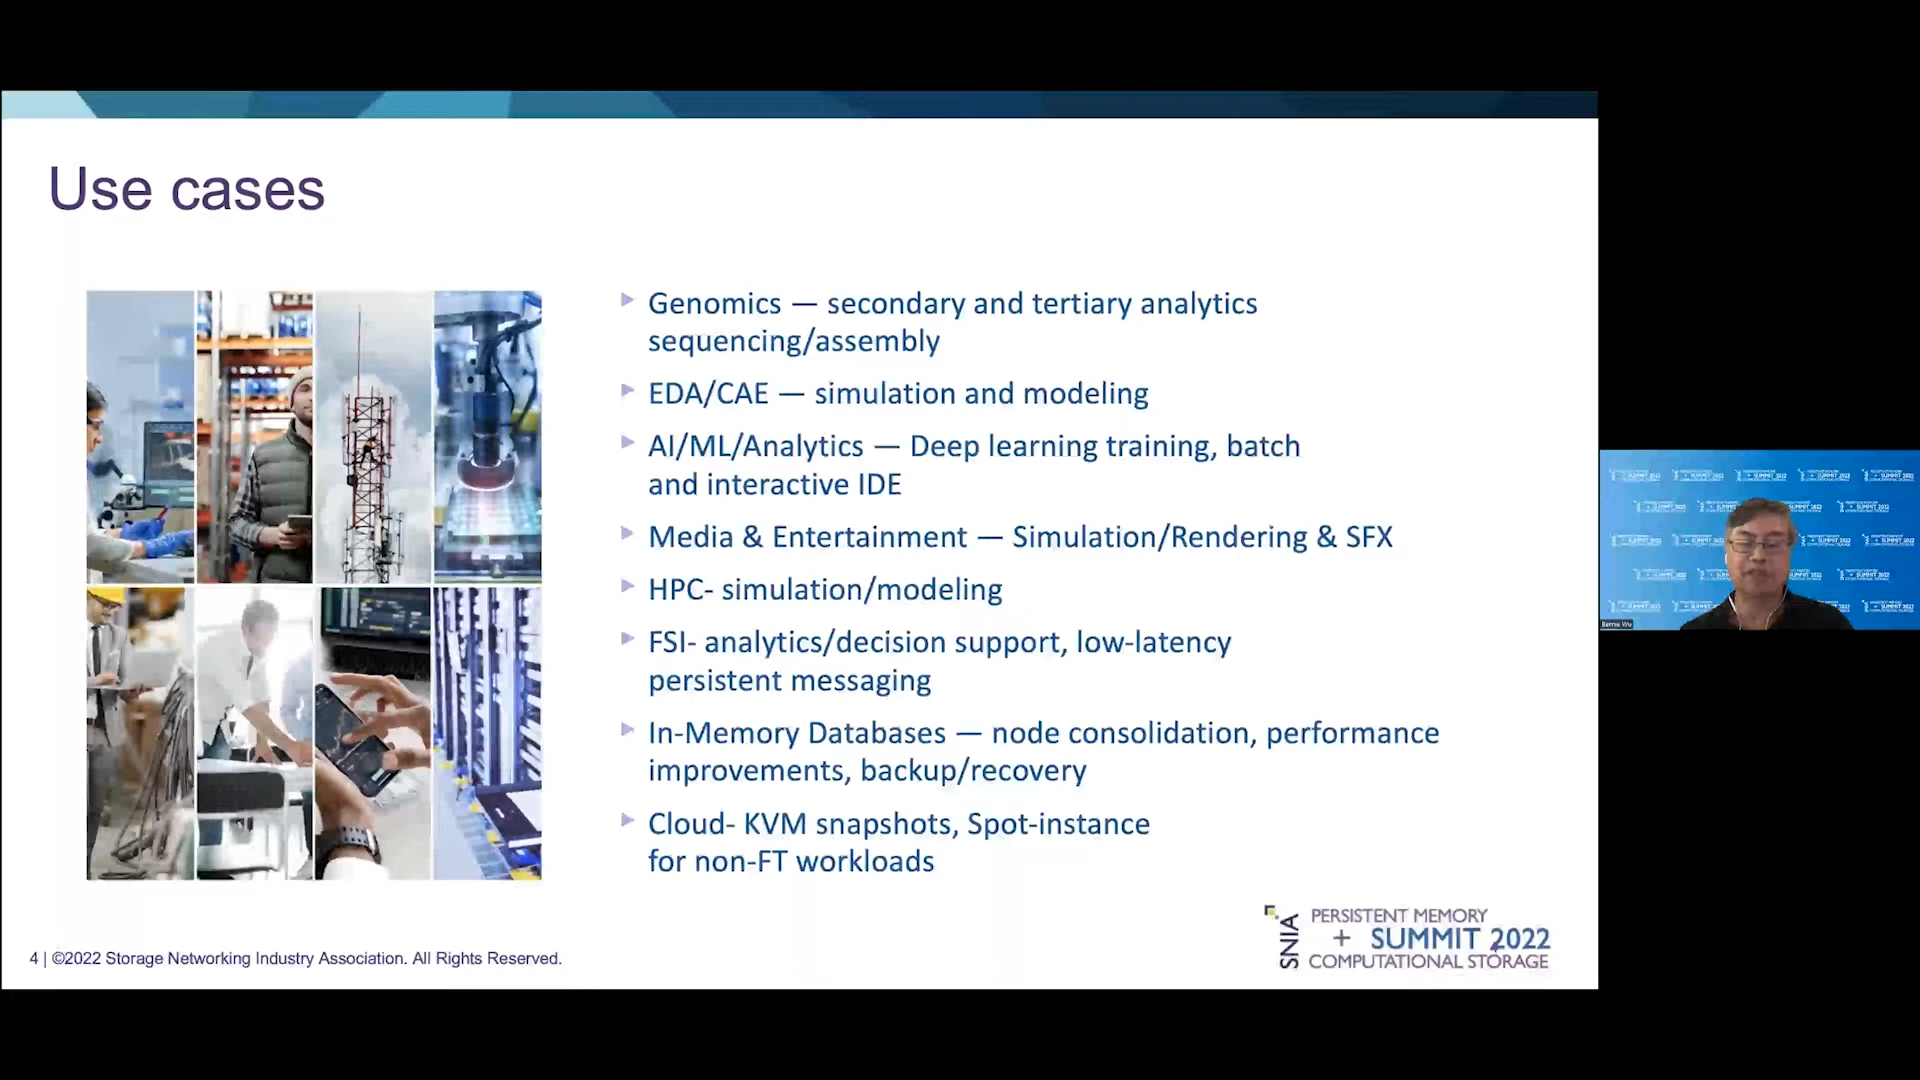 Use cases
Genomics — secondary and tertiary analytics
sequencing/assembly
EDA/CAE — simulation and modeling
AI/ML/Analytics — Deep learning training, batch
and interactive IDE
Media & Entertainment — Simulation/Rendering & SFX
HPC- simulation/modeling
FSI- analytics/decision support, low-latency
persistent messaging
In-Memory Databases — node consolidation, performance
improvements, backup/recovery
Cloud- KVM snapshots, Spot-instance
for non-FT workloads
4 | ©2022 Storage Networking Industry Association. All Rights Reserved.
SNIA
PERSISTENT MEMORY
+ SUMMIT 2022
COMPUTATIONAL STORAGE
Bernie Wu